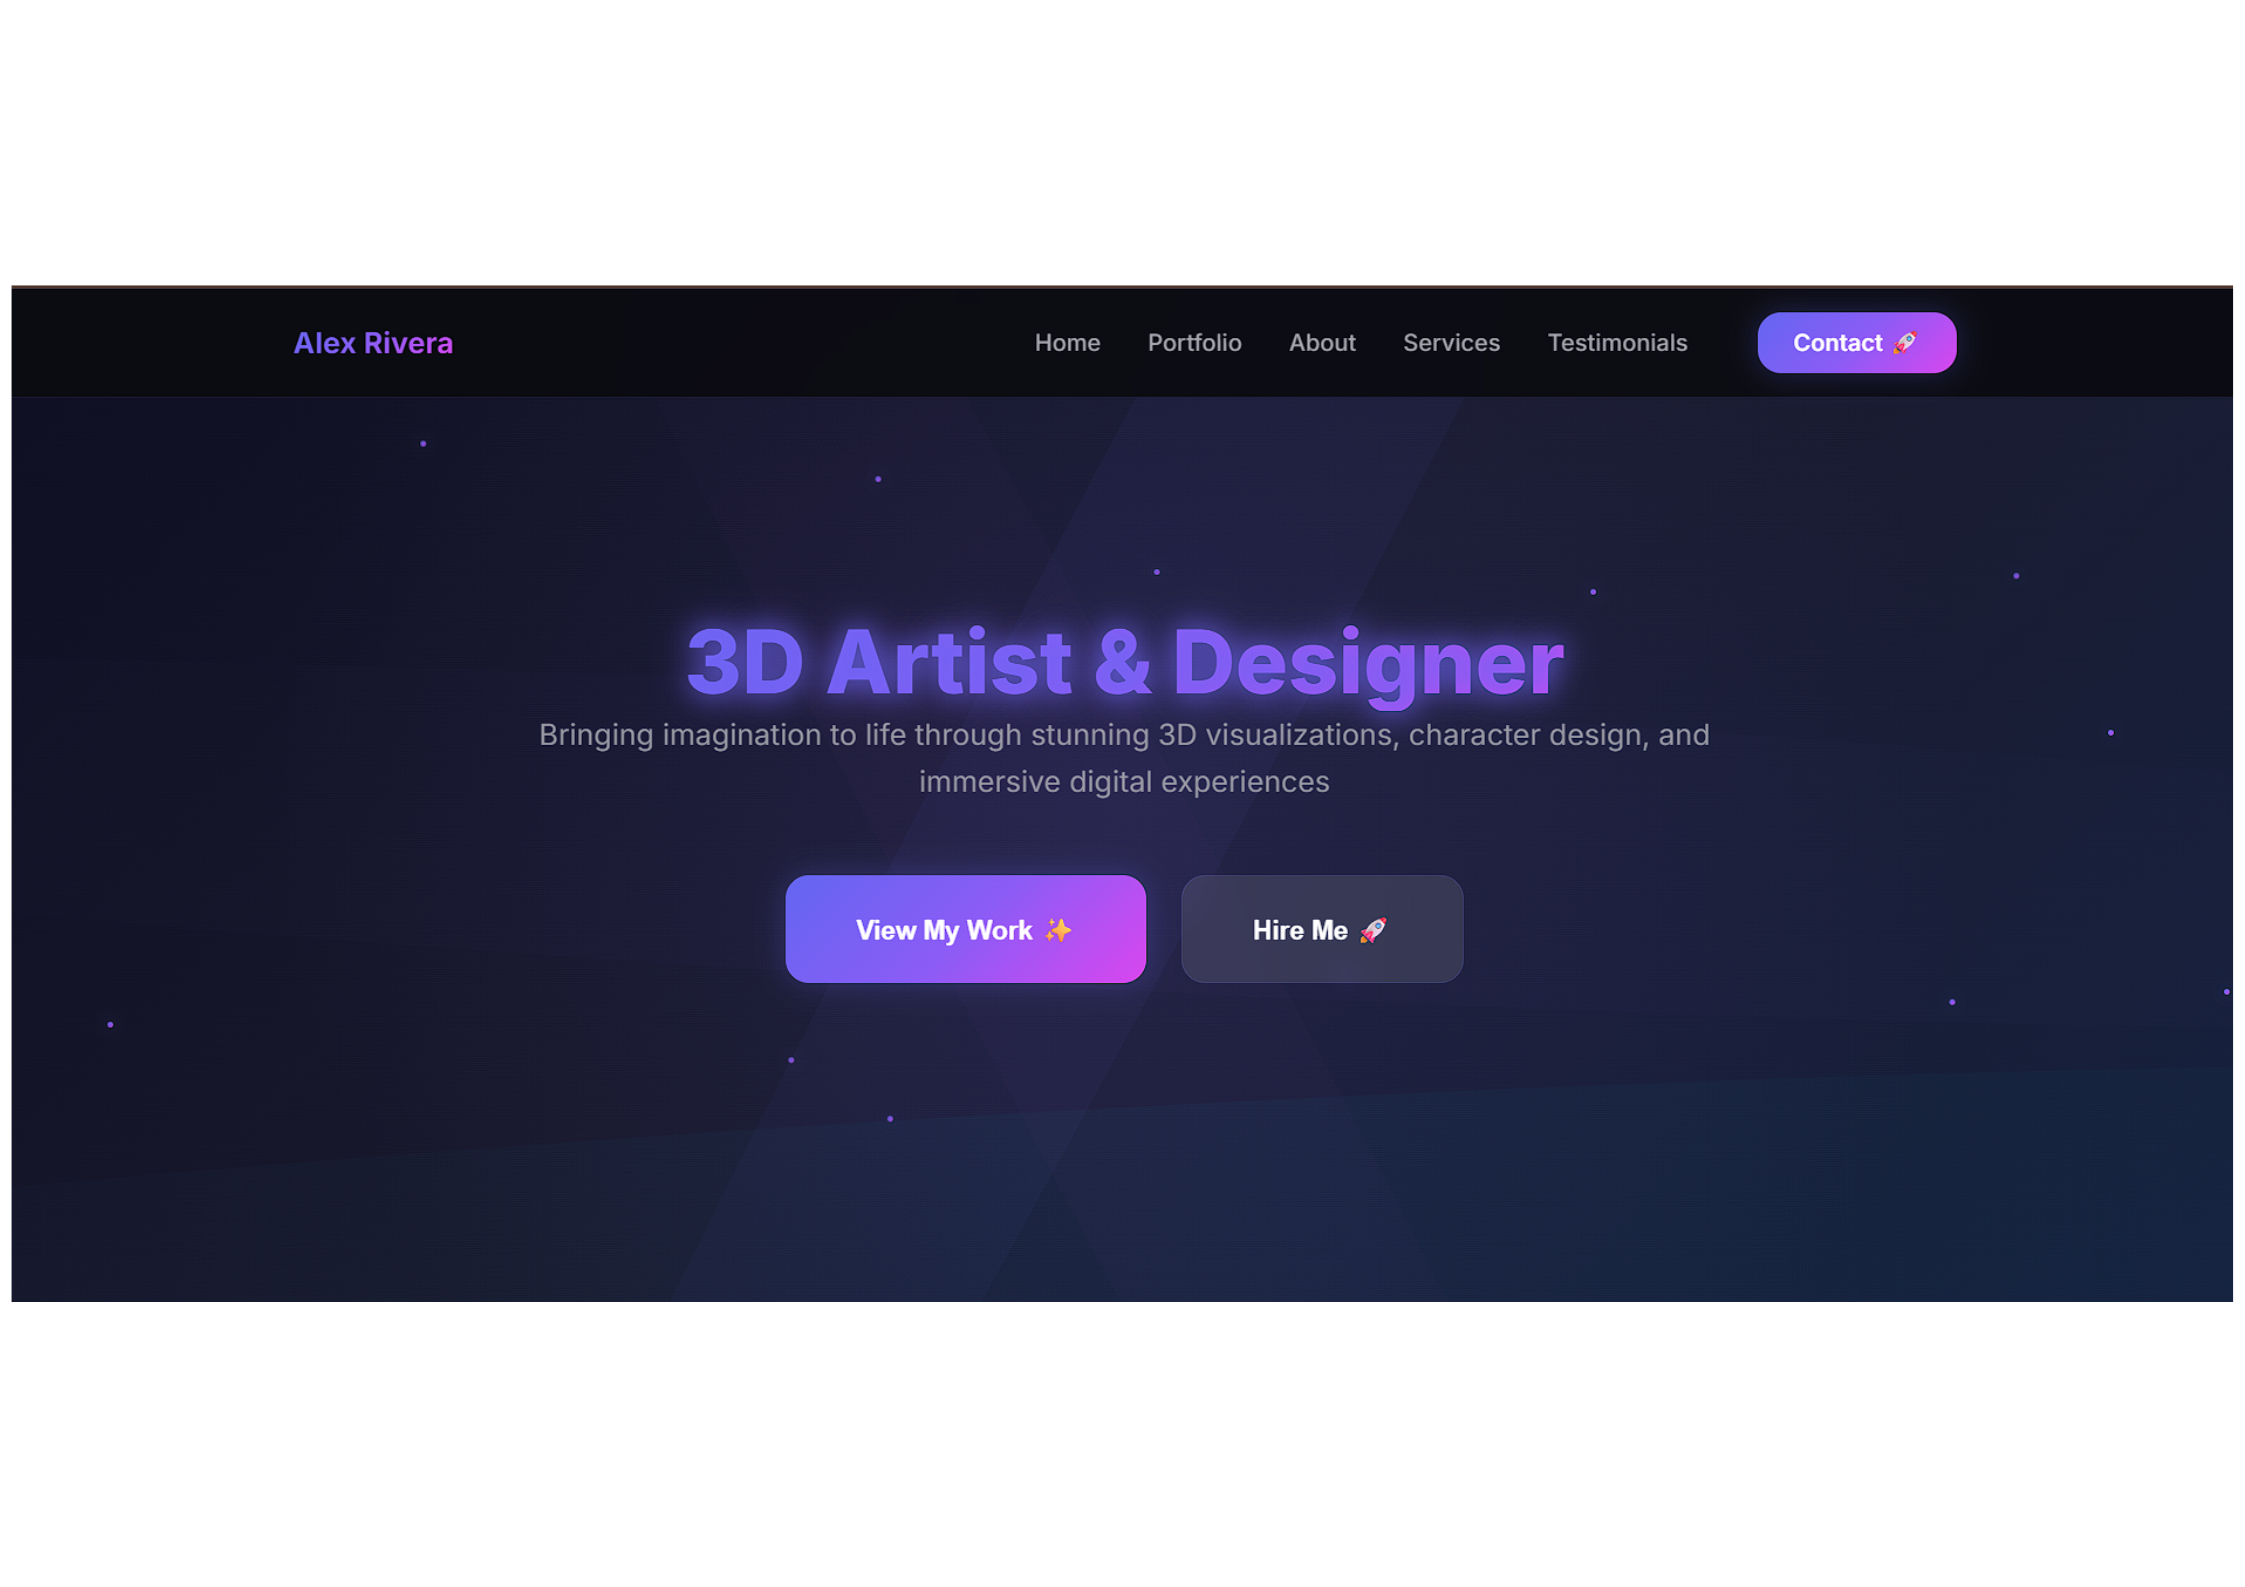 Alex Rivera
Home
Portfolio
About
Services
Testimonials
Contact 🚀
3D Artist & Designer
Bringing imagination to life through stunning 3D visualizations, character design, and
immersive digital experiences
View My Work ✨
Hire Me 🚀